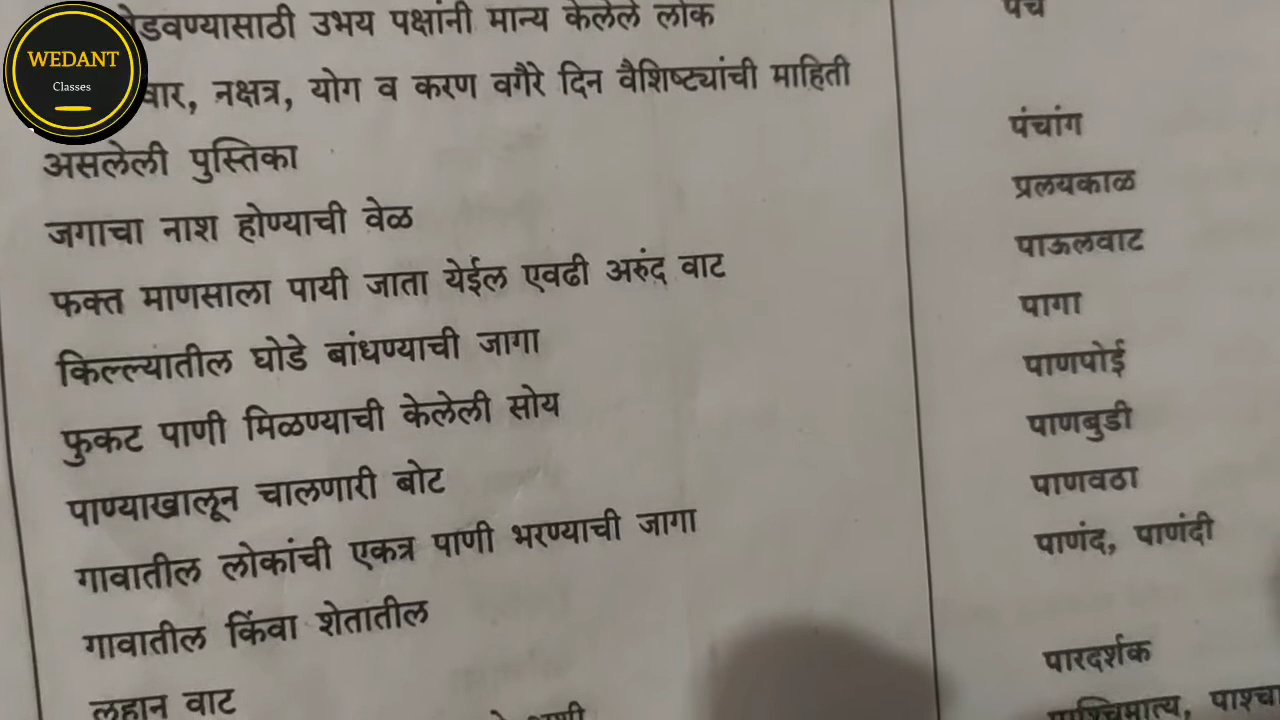 WEDANT
Classes
उभय पक्षांनी मान्य केलेले लोक
पंच
वार, नक्षत्र, योग व करण वगैरे दिन वैशिष्ट्यांची माहिती
असलेली पुस्तिका
पंचांग
जगाचा नाश होण्याची वेळ
प्रलयकाळ
फक्त माणसाला पायी जाता येईल एवढी अरुंद वाट
पाऊलवाट
किल्ल्यातील घोडे बांधण्याची जागा
पागा
फुकट पाणी मिळण्याची केलेली सोय
पाणपोई
पाण्याखालून चालणारी बोट
पाणबुडी
गावातील लोकांची एकत्र पाणी भरण्याची जागा
पाणवठा
गावातील किंवा शेतातील
पाणंद, पाणंदी
लहान वाट
पारदर्शक